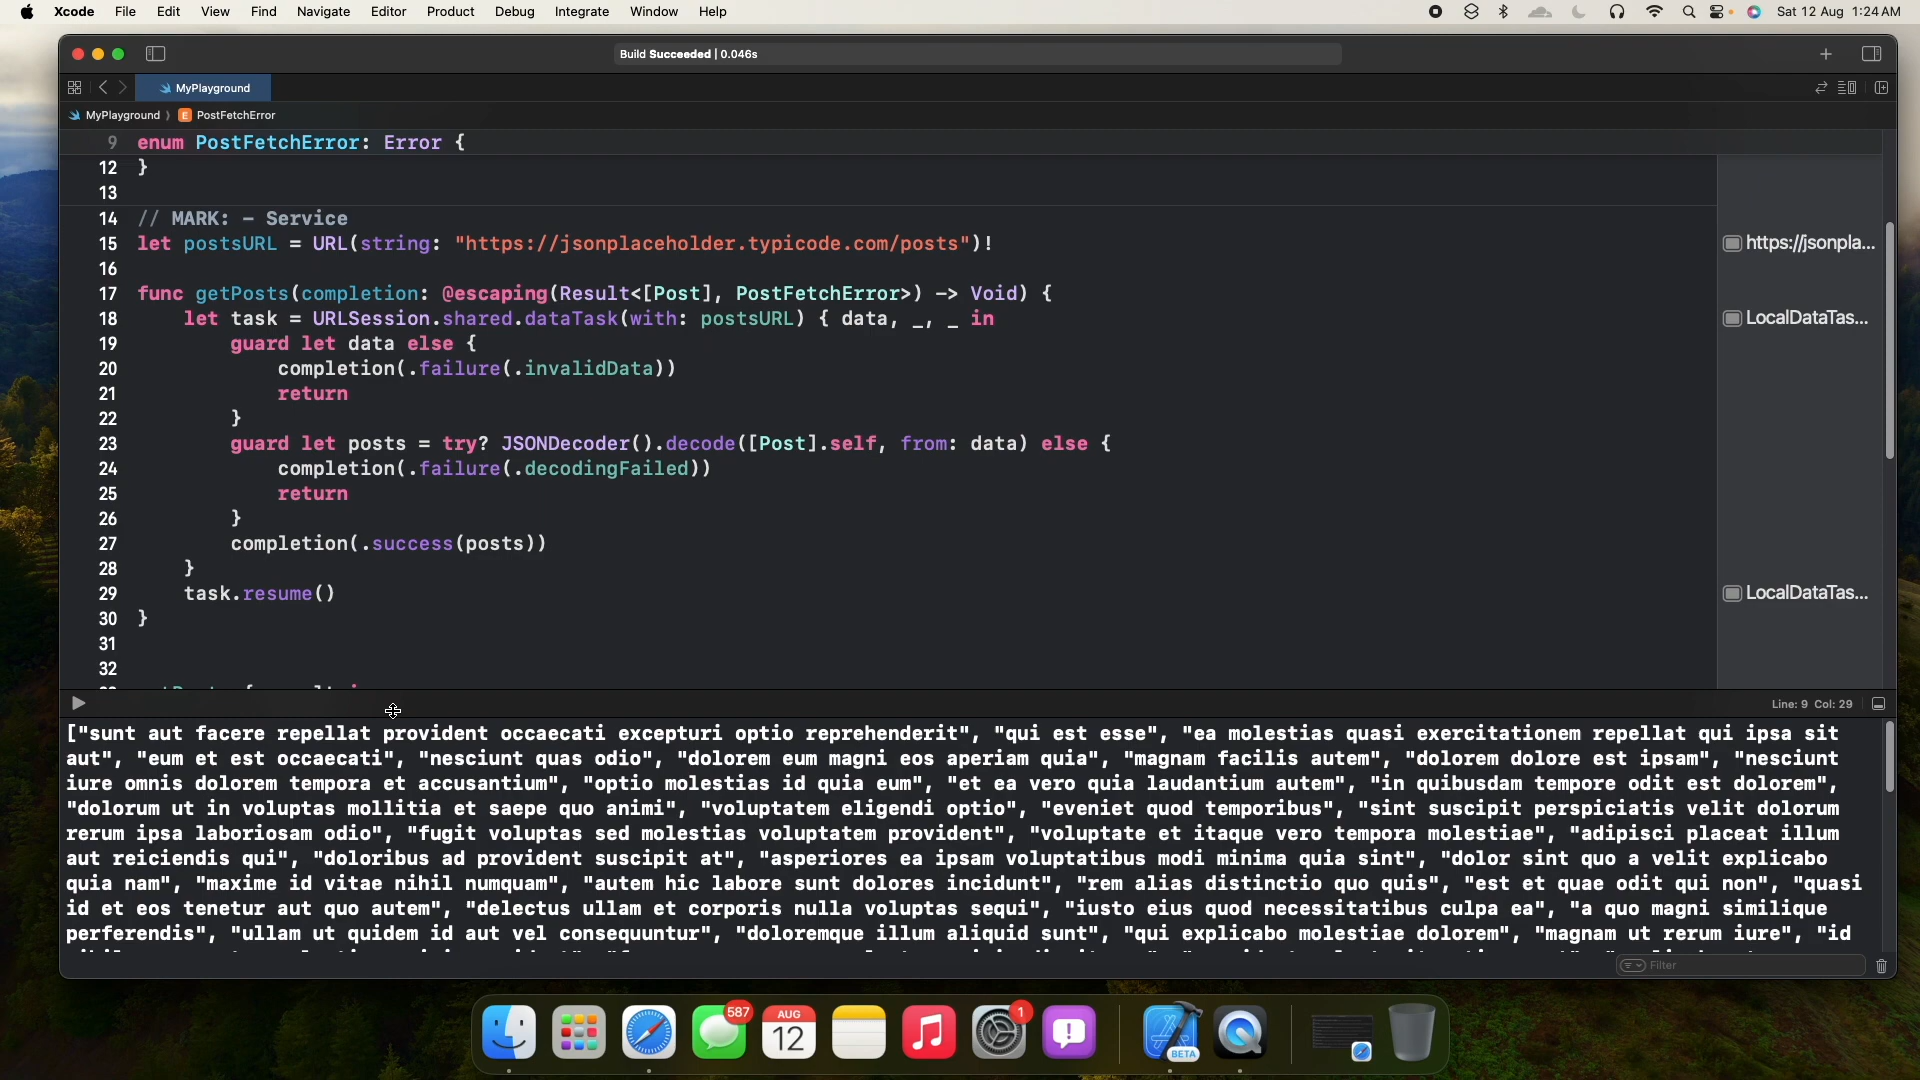 Xcode File Edit View Find Navigate Editor Product Debug Integrate Window Help Sat 12 Aug 1:24 AM
Build Succeeded | 0.046s
MyPlayground
MyPlayground PostFetchError
9 enum PostFetchError: Error {
12 }
13
14 // MARK: - Service
15 let postsURL = URL(string: "https://jsonplaceholder.typicode.com/posts")! https://jsonpla...
16
17 func getPosts(completion: @escaping(Result<[Post], PostFetchError>) -> Void) {
18 let task = URLSession.shared.dataTask(with: postsURL) { data, _, _ in LocalDataTas...
19 guard let data else {
20 completion(.failure(.invalidData))
21 return
22 }
23 guard let posts = try? JSONDecoder().decode([Post].self, from: data) else {
24 completion(.failure(.decodingFailed))
25 return
26 }
27 completion(.success(posts))
28 }
29 task.resume() LocalDataTas...
30 }
31
32
Line: 9 Col: 29
["sunt aut facere repellat provident occaecati excepturi optio reprehenderit", "qui est esse", "ea molestias quasi exercitationem repellat qui ipsa sit
aut", "eum et est occaecati", "nesciunt quas odio", "dolorem eum magni eos aperiam quia", "magnam facilis autem", "dolorem dolore est ipsam", "nesciunt
iure omnis dolorem tempora et accusantium", "optio molestias id quia eum", "et ea vero quia laudantium autem", "in quibusdam tempore odit est dolorem",
"dolorum ut in voluptas mollitia et saepe quo animi", "voluptatem eligendi optio", "eveniet quod temporibus", "sint suscipit perspiciatis velit dolorum
rerum ipsa laboriosam odio", "fugit voluptas sed molestias voluptatem provident", "voluptate et itaque vero tempora molestiae", "adipisci placeat illum
aut reiciendis qui", "doloribus ad provident suscipit at", "asperiores ea ipsam voluptatibus modi minima quia sint", "dolor sint quo a velit explicabo
quia nam", "maxime id vitae nihil numquam", "autem hic labore sunt dolores incidunt", "rem alias distinctio quo quis", "est et quae odit qui non", "quasi
id et eos tenetur aut quo autem", "delectus ullam et corporis nulla voluptas sequi", "iusto eius quod necessitatibus culpa ea", "a quo magni similique
perferendis", "ullam ut quidem id aut vel consequuntur", "doloremque illum aliquid sunt", "qui explicabo molestiae dolorem", "magnam ut rerum iure", "id
Filter
587 AUG 1
12
BETA